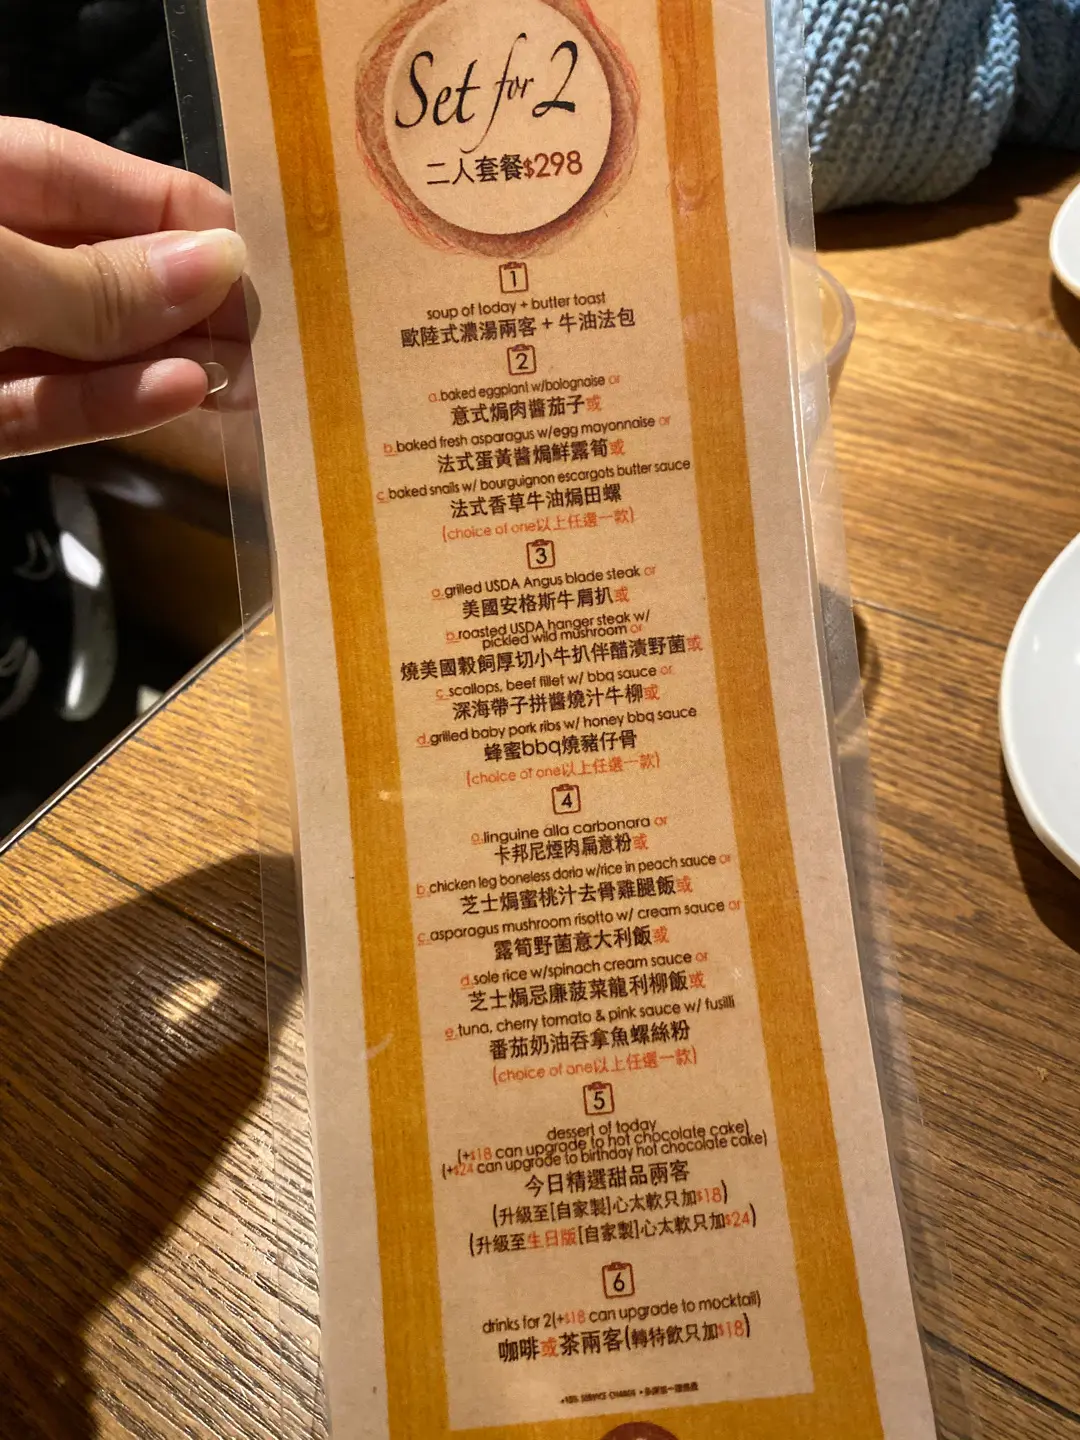 Set for 2
二人套餐$298
1
soup of today + butter toast
歐陸式濃湯兩客 + 牛油法包
2
a.baked eggplant w/bolognaise or
意式焗肉醬茄子或
b.baked fresh asparagus w/egg mayonnaise or
法式蛋黃醬焗鮮露筍或
c.baked snails w/ bourguignon escargots butter sauce
法式香草牛油焗田螺
(choice of one以上任選一款)
3
a.grilled USDA Angus blade steak or
美國安格斯牛肩扒或
b.roasted USDA hanger steak w/
pickled wild mushroom or
燒美國穀飼厚切小牛扒伴醋漬野菌或
c.scallops, beef fillet w/ bbq sauce or
深海帶子拼醬燒汁牛柳或
d.grilled baby pork ribs w/ honey bbq sauce
蜂蜜bbq燒豬仔骨
(choice of one以上任選一款)
4
a.linguine alla carbonara or
卡邦尼煙肉扁意粉或
b.chicken leg boneless doria w/rice in peach sauce or
芝士焗蜜桃汁去骨雞腿飯或
c.asparagus mushroom risotto w/ cream sauce or
露筍野菌意大利飯或
d.sole rice w/spinach cream sauce or
芝士焗忌廉菠菜龍利柳飯或
e.tuna, cherry tomato & pink sauce w/ fusilli
番茄奶油吞拿魚螺絲粉
(choice of one以上任選一款)
5
dessert of today
(+$18 can upgrade to hot chocolate cake)
(+$24 can upgrade to birthday hot chocolate cake)
今日精選甜品兩客
(升級至[自家製]心太軟只加$18)
(升級至生日版[自家製]心太軟只加$24)
6
drinks for 2(+$18 can upgrade to mocktail)
咖啡或茶兩客(轉特飲只加$18)
+10% SERVICE CHARGE • 多謝加一服務費